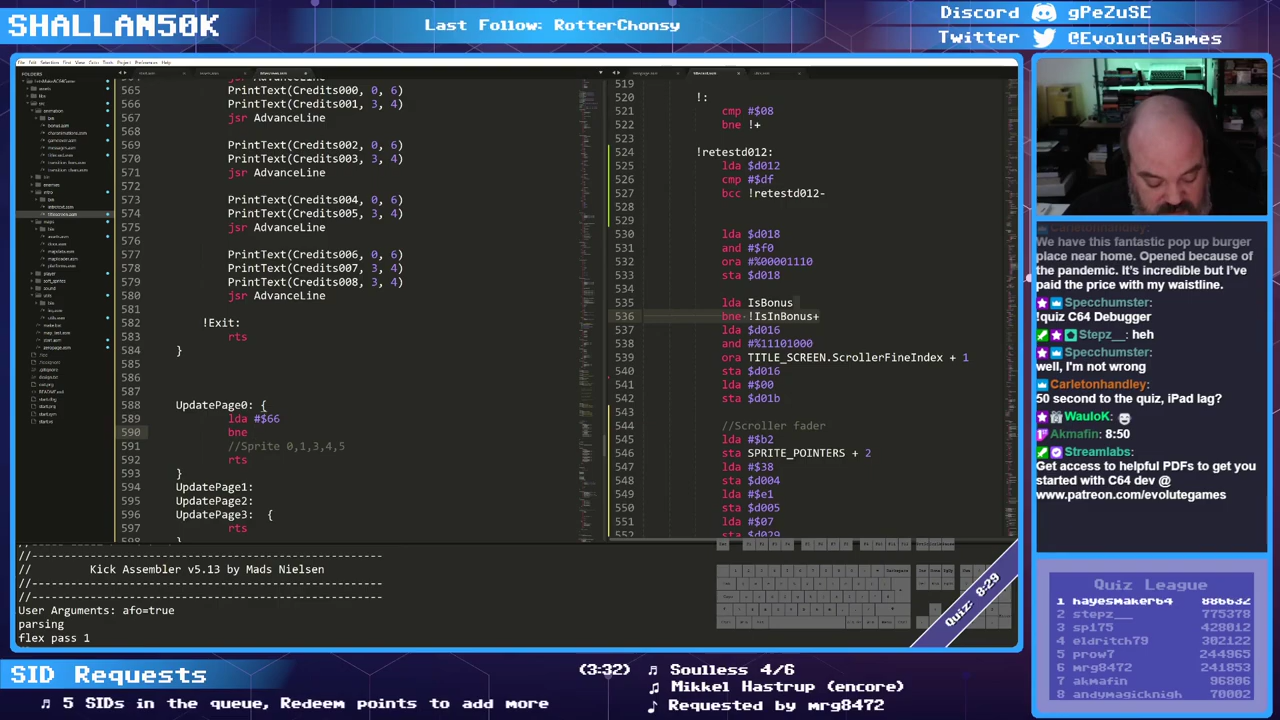 SHALLAN50K
Last Follow: RotterChonsy
Discord gPeZuSE
Twitter @EvoluteGames
FOLDERS
565
566
567
568
569
570
571
572
573
574
575
576
577
578
579
580
581
582
583
584
585
586
587
588
589
590
591
592
593
594
595
596
597
PrintText(Credits000, 0, 6)
PrintText(Credits001, 3, 4)
jsr AdvanceLine
PrintText(Credits002, 0, 6)
PrintText(Credits003, 3, 4)
jsr AdvanceLine
PrintText(Credits004, 0, 6)
PrintText(Credits005, 3, 4)
jsr AdvanceLine
PrintText(Credits006, 0, 6)
PrintText(Credits007, 3, 4)
PrintText(Credits008, 3, 4)
jsr AdvanceLine
!Exit:
rts
}
UpdatePage0: {
lda #$66
bne
//Sprite 0,1,3,4,5
rts
}
UpdatePage1:
UpdatePage2:
UpdatePage3: {
rts
519
520 !:
521 cmp #$08
522 bne !+
523
524 !retestd012:
525 lda $d012
526 cmp #$df
527 bcc !retestd012-
528
529
530 lda $d018
531 and #$f0
532 ora #%00001110
533 sta $d018
534
535 lda IsBonus
536 bne !IsInBonus+
537 lda $d016
538 and #%11101000
539 ora TITLE_SCREEN.ScrollerFineIndex + 1
540 sta $d016
541 lda #$00
542 sta $d01b
543
544 //Scroller fader
545 lda #$b2
546 sta SPRITE_POINTERS + 2
547 lda #$38
548 sta $d004
549 lda #$e1
550 sta $d005
551 lda #$07
552 sta $d029
//---------------------------------------------------
// Kick Assembler v5.13 by Mads Nielsen
//---------------------------------------------------
User Arguments: afo=true
parsing
flex pass 1
Quiz: 8:29
Carletonhandley:
We have this fantastic pop up burger
place near home. Opened because of
the pandemic. It's incredible but I've
paid the price with my waistline.
Specchumster:
!quiz C64 Debugger
Stepz__: heh
Specchumster:
well, I'm not wrong
Carletonhandley:
50 second to the quiz, iPad lag?
WauloK:
Akmafin: 8:50
Streamlabs:
Get access to helpful PDFs to get you
started with C64 dev @
www.patreon.com/evolutegames
Quiz League
1 hayesmaker64 886632
2 stepz__ 775378
3 sp175 428012
4 eldritch79 302122
5 prow7 244965
6 mrg8472 241853
7 akmafin 96806
8 andymagicknigh 70002
SID Requests
5 SIDs in the queue, Redeem points to add more
(3:32) Soulless 4/6
Mikkel Hastrup (encore)
Requested by mrg8472